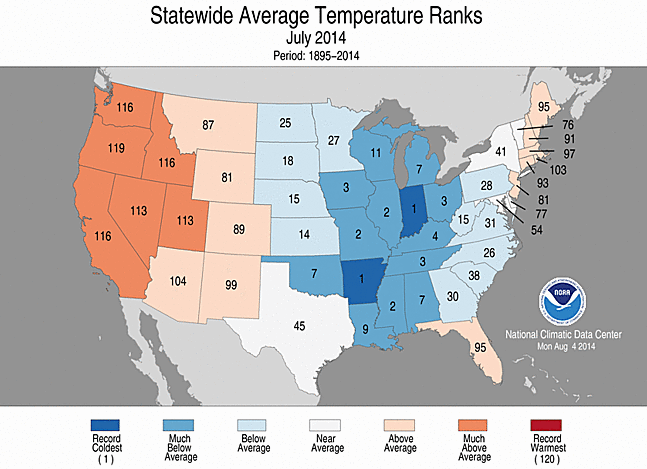 Statewide Average Temperature Ranks
July 2014
Period: 1895–2014
116
119
116
116
113
113
104
87
81
89
99
25
18
15
14
7
45
27
3
2
1
9
11
2
7
1
3
4
3
2
7
30
95
38
26
31
15
28
41
95
76
91
97
103
93
81
77
54
NOAA
National Climatic Data Center
Mon Aug 4 2014
Record
Coldest
(1)
Much
Below
Average
Below
Average
Near
Average
Above
Average
Much
Above
Average
Record
Warmest
(120)